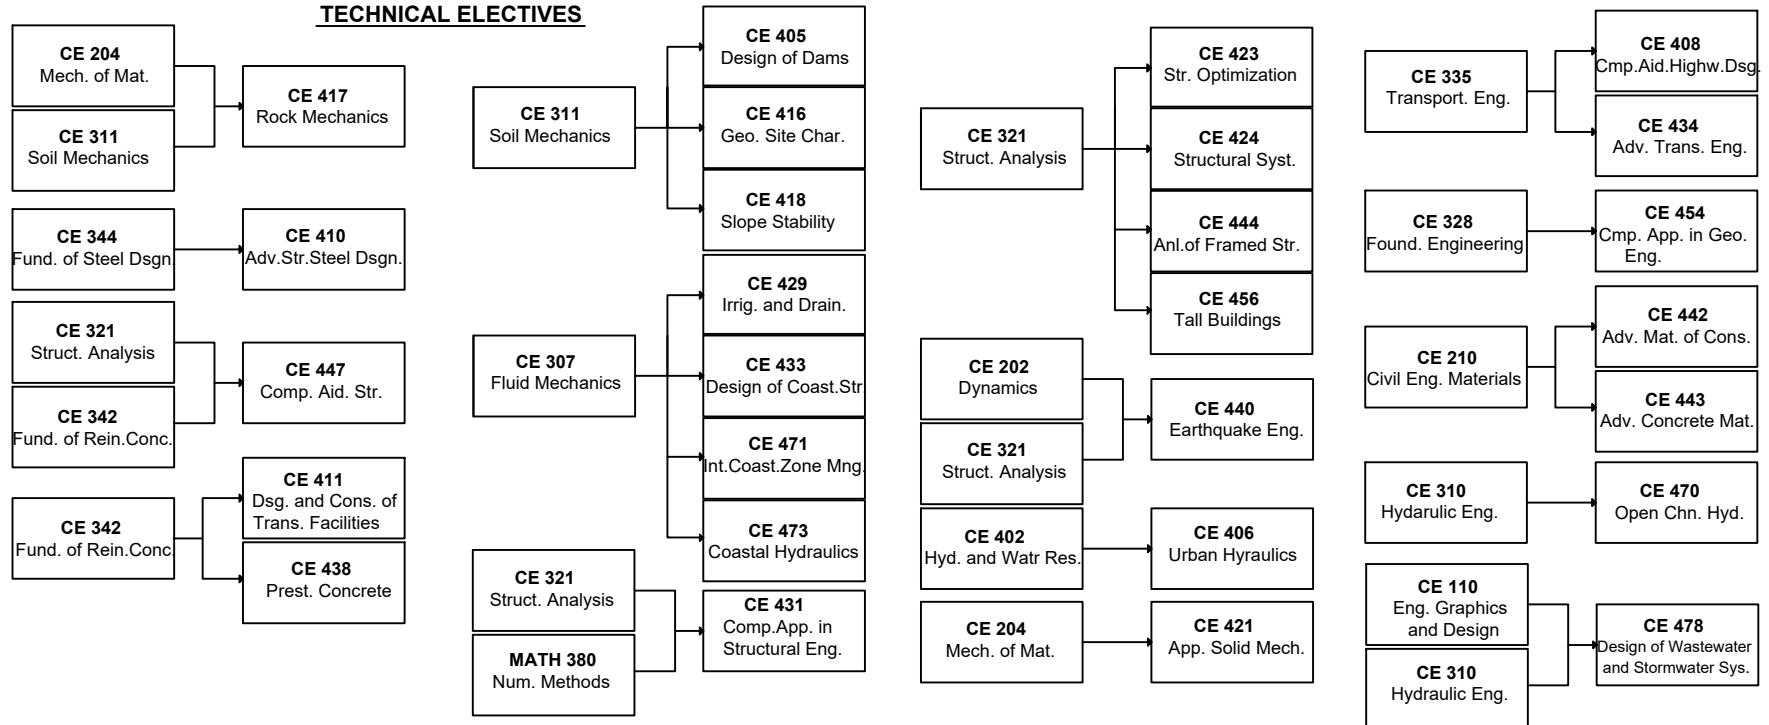 TECHNICAL ELECTIVES
CE 204
Mech. of Mat.
CE 311
Soil Mechanics
CE 417
Rock Mechanics
CE 344
Fund. of Steel Dsgn.
CE 410
Adv.Str.Steel Dsgn.
CE 321
Struct. Analysis
CE 342
Fund. of Rein.Conc.
CE 447
Comp. Aid. Str.
CE 342
Fund. of Rein.Conc.
CE 411
Dsg. and Cons. of
Trans. Facilities
CE 438
Prest. Concrete
CE 311
Soil Mechanics
CE 405
Design of Dams
CE 416
Geo. Site Char.
CE 418
Slope Stability
CE 307
Fluid Mechanics
CE 429
Irrig. and Drain.
CE 433
Design of Coast.Str.
CE 471
Int.Coast.Zone Mng.
CE 473
Coastal Hydraulics
CE 321
Struct. Analysis
MATH 380
Num. Methods
CE 431
Comp.App. in
Structural Eng.
CE 321
Struct. Analysis
CE 423
Str. Optimization
CE 424
Structural Syst.
CE 444
Anl.of Framed Str.
CE 456
Tall Buildings
CE 202
Dynamics
CE 321
Struct. Analysis
CE 440
Earthquake Eng.
CE 402
Hyd. and Watr Res.
CE 406
Urban Hyraulics
CE 204
Mech. of Mat.
CE 421
App. Solid Mech.
CE 335
Transport. Eng.
CE 408
Cmp.Aid.Highw.Dsg.
CE 434
Adv. Trans. Eng.
CE 328
Found. Engineering
CE 454
Cmp. App. in Geo.
Eng.
CE 210
Civil Eng. Materials
CE 442
Adv. Mat. of Cons.
CE 443
Adv. Concrete Mat.
CE 310
Hydarulic Eng.
CE 470
Open Chn. Hyd.
CE 110
Eng. Graphics
and Design
CE 310
Hydraulic Eng.
CE 478
Design of Wastewater
and Stormwater Sys.